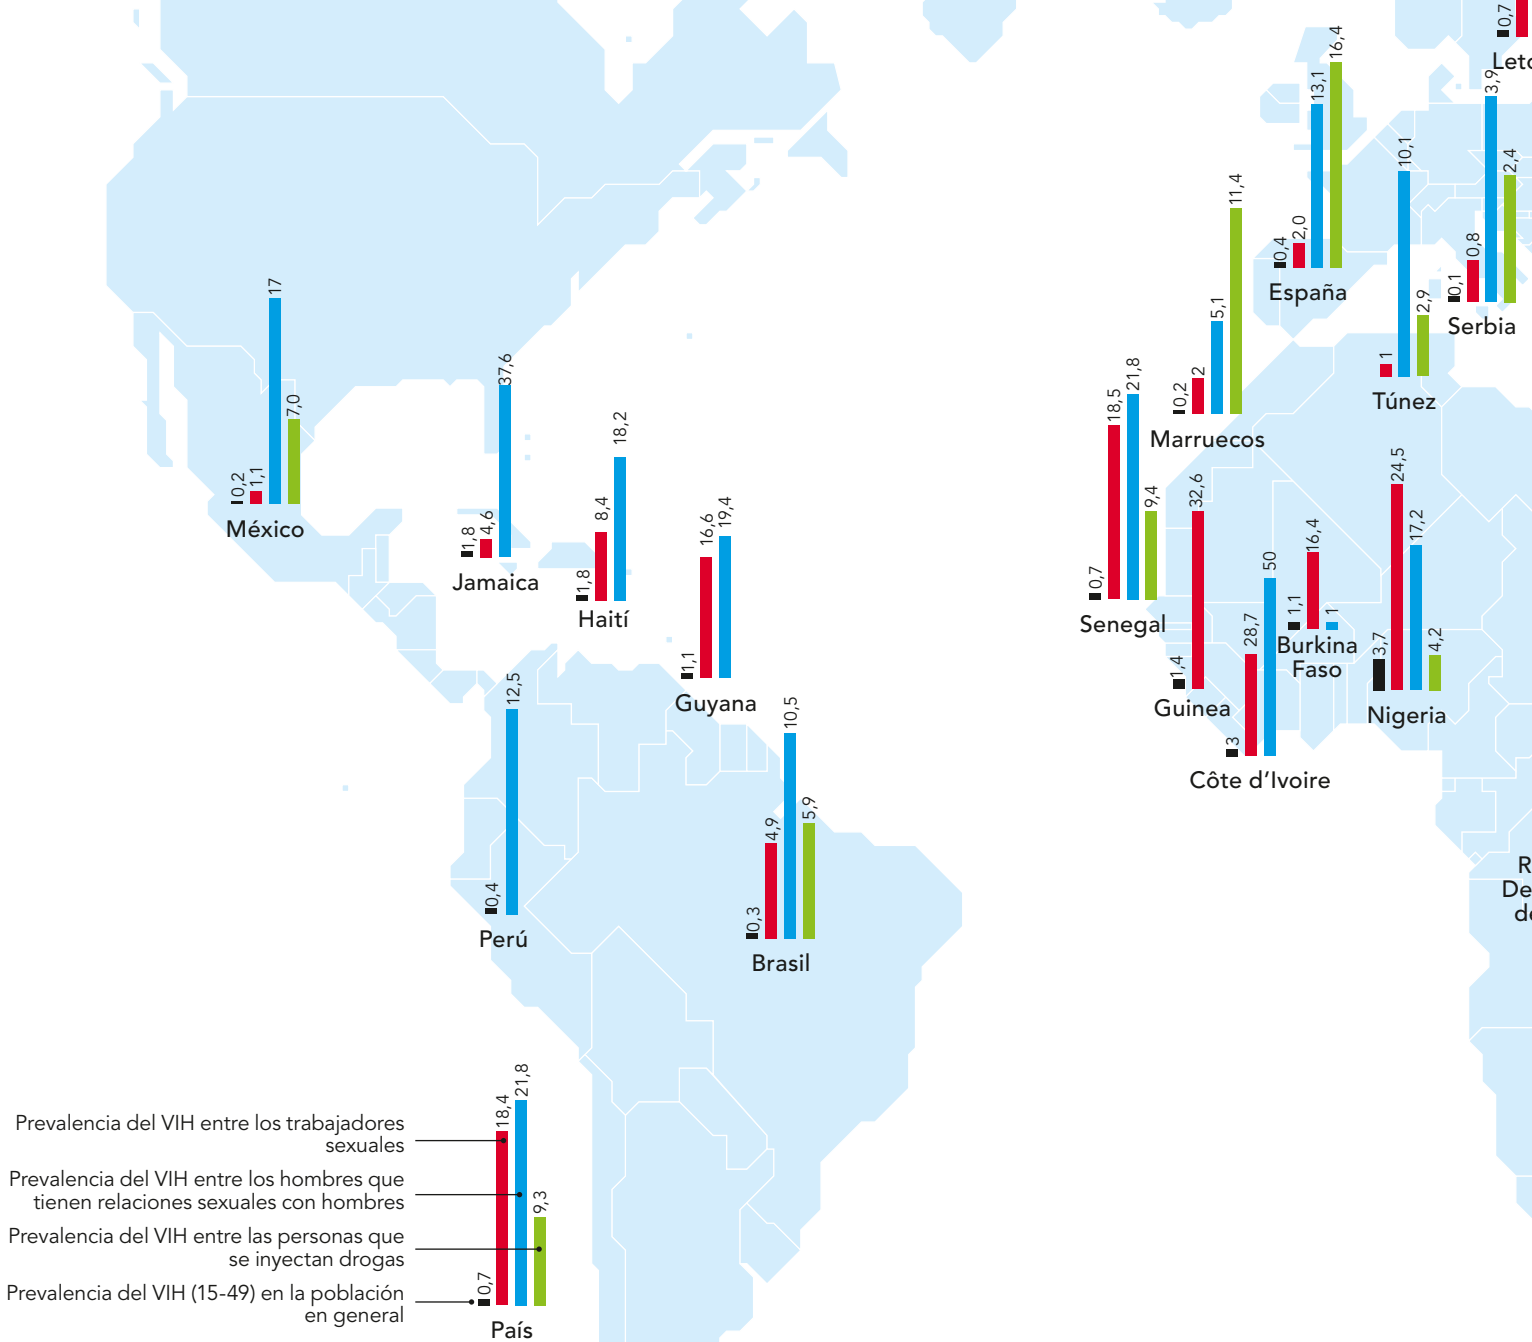 0,7
Leto
0,4
2,0
13,1
16,4
España
10,1
1
2,9
Túnez
0,1
0,8
3,9
2,4
Serbia
0,2
2
5,1
11,4
Marruecos
0,2
1,1
17
7,0
México
1,8
4,6
37,6
Jamaica
1,8
8,4
18,2
Haití
1,1
16,6
19,4
Guyana
0,7
18,5
21,8
9,4
Senegal
1,4
32,6
Guinea
3
28,7
50
Côte d’Ivoire
1,1
16,4
1
Burkina
Faso
3,7
24,5
17,2
4,2
Nigeria
0,4
12,5
Perú
0,3
4,9
10,5
5,9
Brasil
R
De
de
Prevalencia del VIH entre los trabajadores
sexuales
Prevalencia del VIH entre los hombres que
tienen relaciones sexuales con hombres
Prevalencia del VIH entre las personas que
se inyectan drogas
Prevalencia del VIH (15-49) en la población
en general
0,7
18,4
21,8
9,3
País